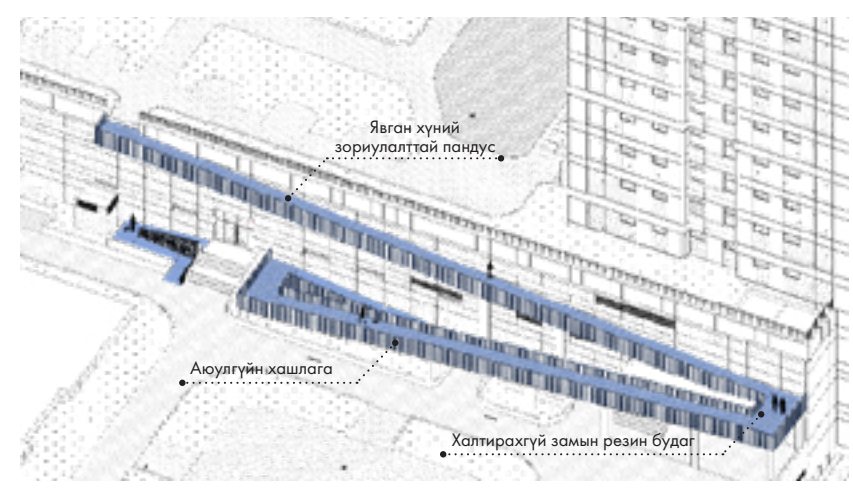 Явган хүний
зориулалттай пандус
Аюулгүйн хашлага
Халтирахгүй замын резин будаг